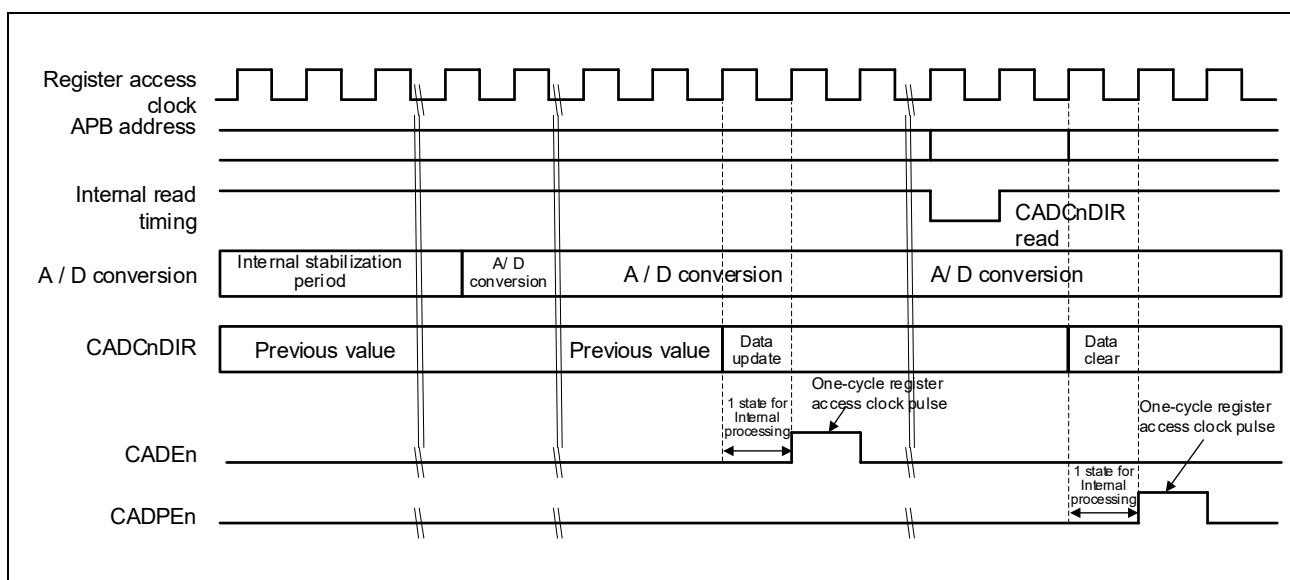 Register access
clock
APB address
Internal read
timing
CADCnDIR
read
A / D conversion
Internal stabilization
period
A/ D
conversion
A / D conversion
A/ D conversion
CADCnDIR
Previous value
Previous value
Data
update
Data
clear
1 state for
Internal
processing
One-cycle register
access clock pulse
CADEn
One-cycle register
access clock pulse
1 state for
Internal
processing
CADPEn